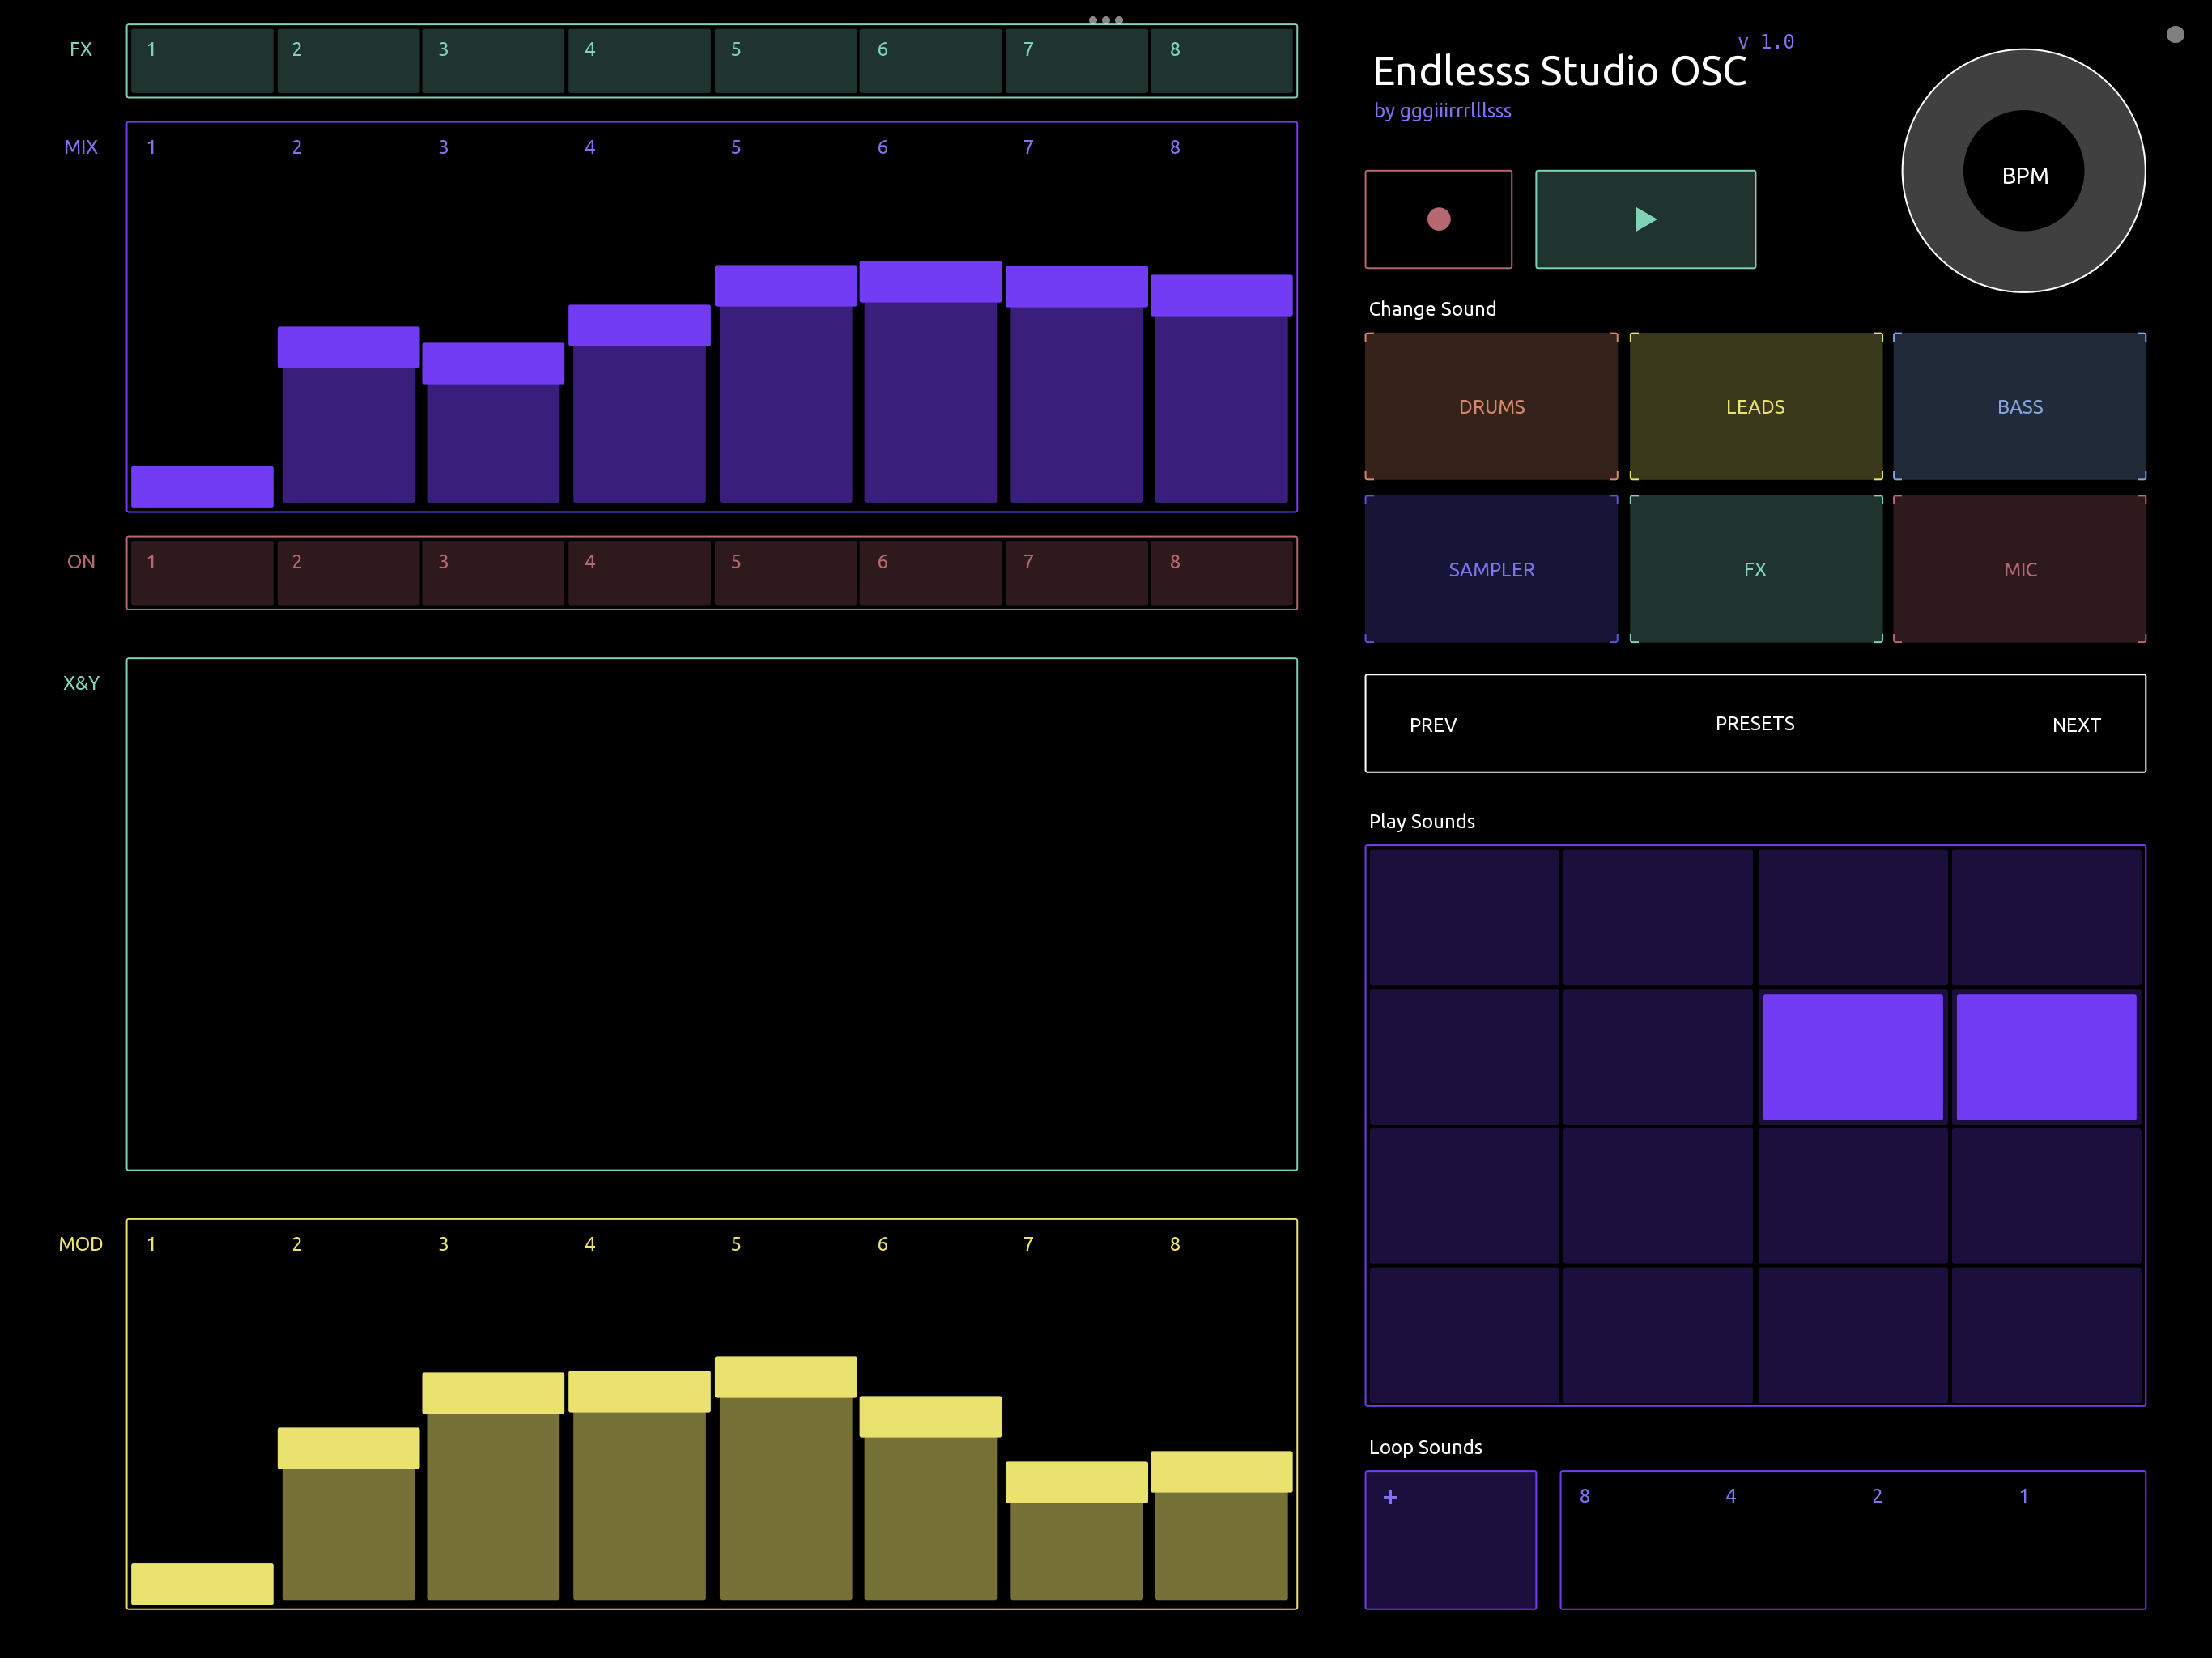 FX 1 2 3 4 5 6 7 8
MIX 1 2 3 4 5 6 7 8
ON 1 2 3 4 5 6 7 8
X&Y
MOD 1 2 3 4 5 6 7 8
v 1.0
Endlesss Studio OSC
by gggiiirrrlllsss
BPM
Change Sound
DRUMS LEADS BASS
SAMPLER FX MIC
PREV PRESETS NEXT
Play Sounds
Loop Sounds
+ 8 4 2 1